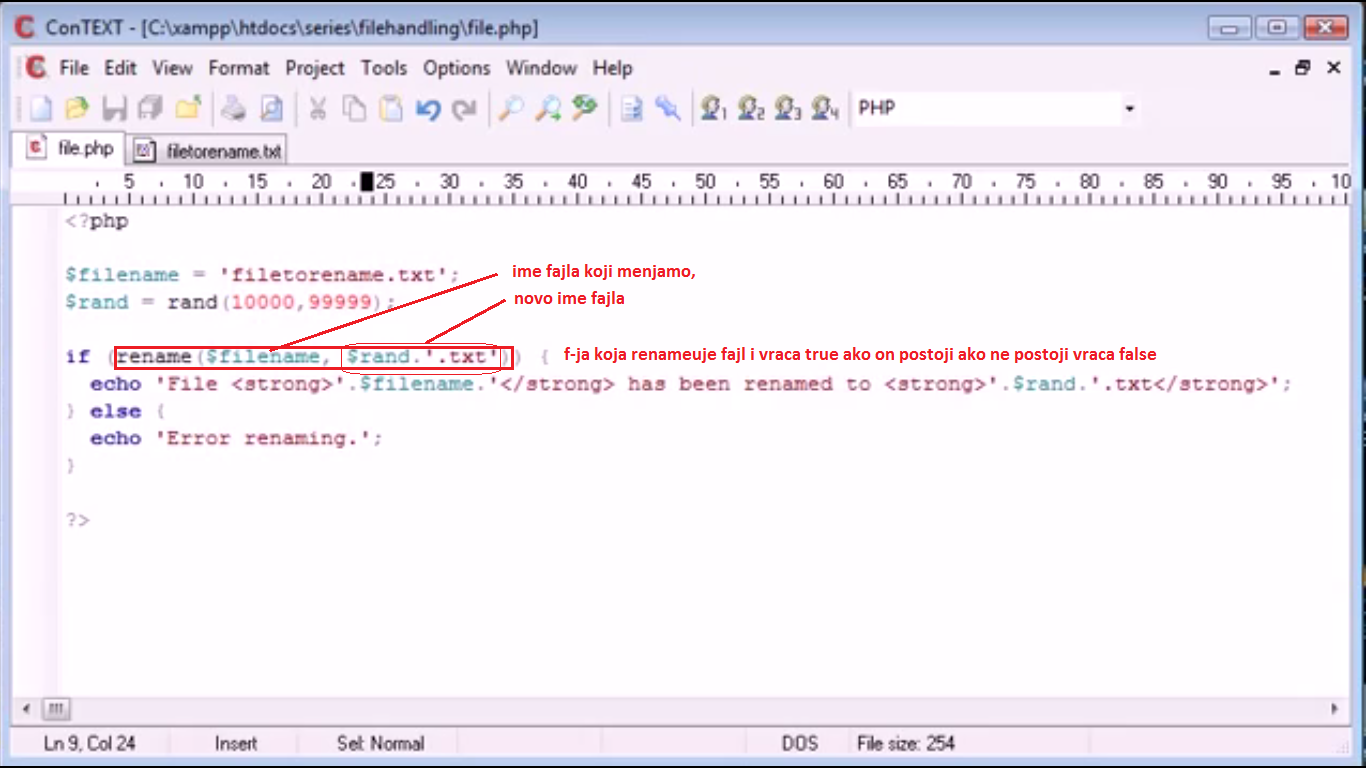 ConTEXT - [C:\xampp\htdocs\series\filehandling\file.php]
File Edit View Format Project Tools Options Window Help
1 2 3 4 PHP
file.php filetorename.txt
5 10 15 20 25 30 35 40 45 50 55 60 65 70 75 80 85 90 95 10
<?php
$filename = 'filetorename.txt'; ime fajla koji menjamo,
$rand = rand(10000,99999); novo ime fajla
if (rename($filename, $rand.'.txt')) { f-ja koja renameuje fajl i vraca true ako on postoji ako ne postoji vraca false
echo 'File <strong>'.$filename.'</strong> has been renamed to <strong>'.$rand.'.txt</strong>';
} else {
echo 'Error renaming.';
}
?>
Ln 9, Col 24 Insert Sel: Normal DOS File size: 254